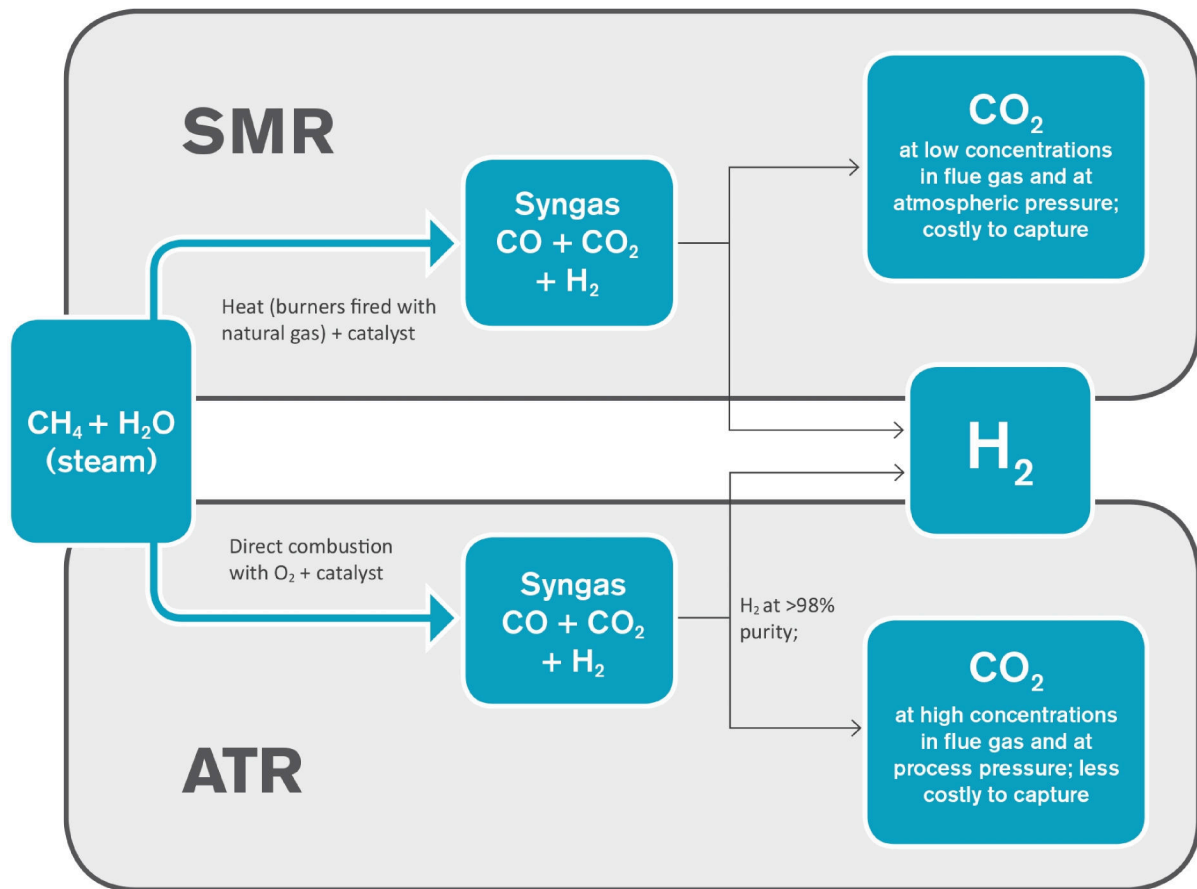 SMR
CO₂
at low concentrations
in flue gas and at
atmospheric pressure;
costly to capture
Syngas
CO + CO₂
+ H₂
Heat (burners fired with
natural gas) + catalyst
CH₄ + H₂O
(steam)
H₂
Direct combustion
with O₂ + catalyst
Syngas
CO + CO₂
+ H₂
H₂ at >98%
purity;
CO₂
at high concentrations
in flue gas and at
process pressure; less
costly to capture
ATR